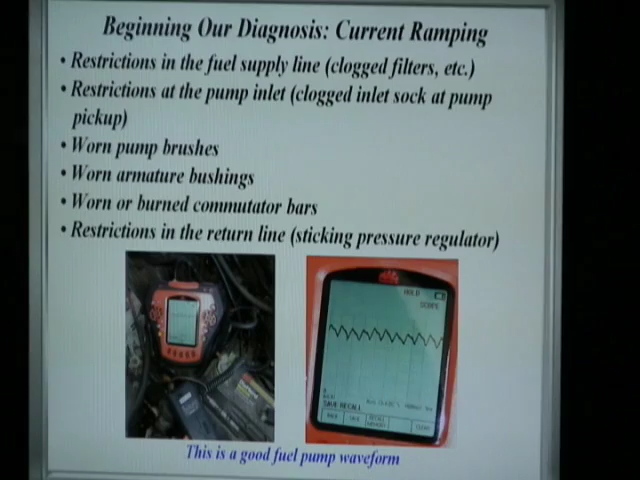 Beginning Our Diagnosis: Current Ramping
• Restrictions in the fuel supply line (clogged filters, etc.)
• Restrictions at the pump inlet (clogged inlet sock at pump
pickup)
• Worn pump brushes
• Worn armature bushings
• Worn or burned commutator bars
• Restrictions in the return line (sticking pressure regulator)
HOLD
SCOPE
SAVE RECALL
This is a good fuel pump waveform